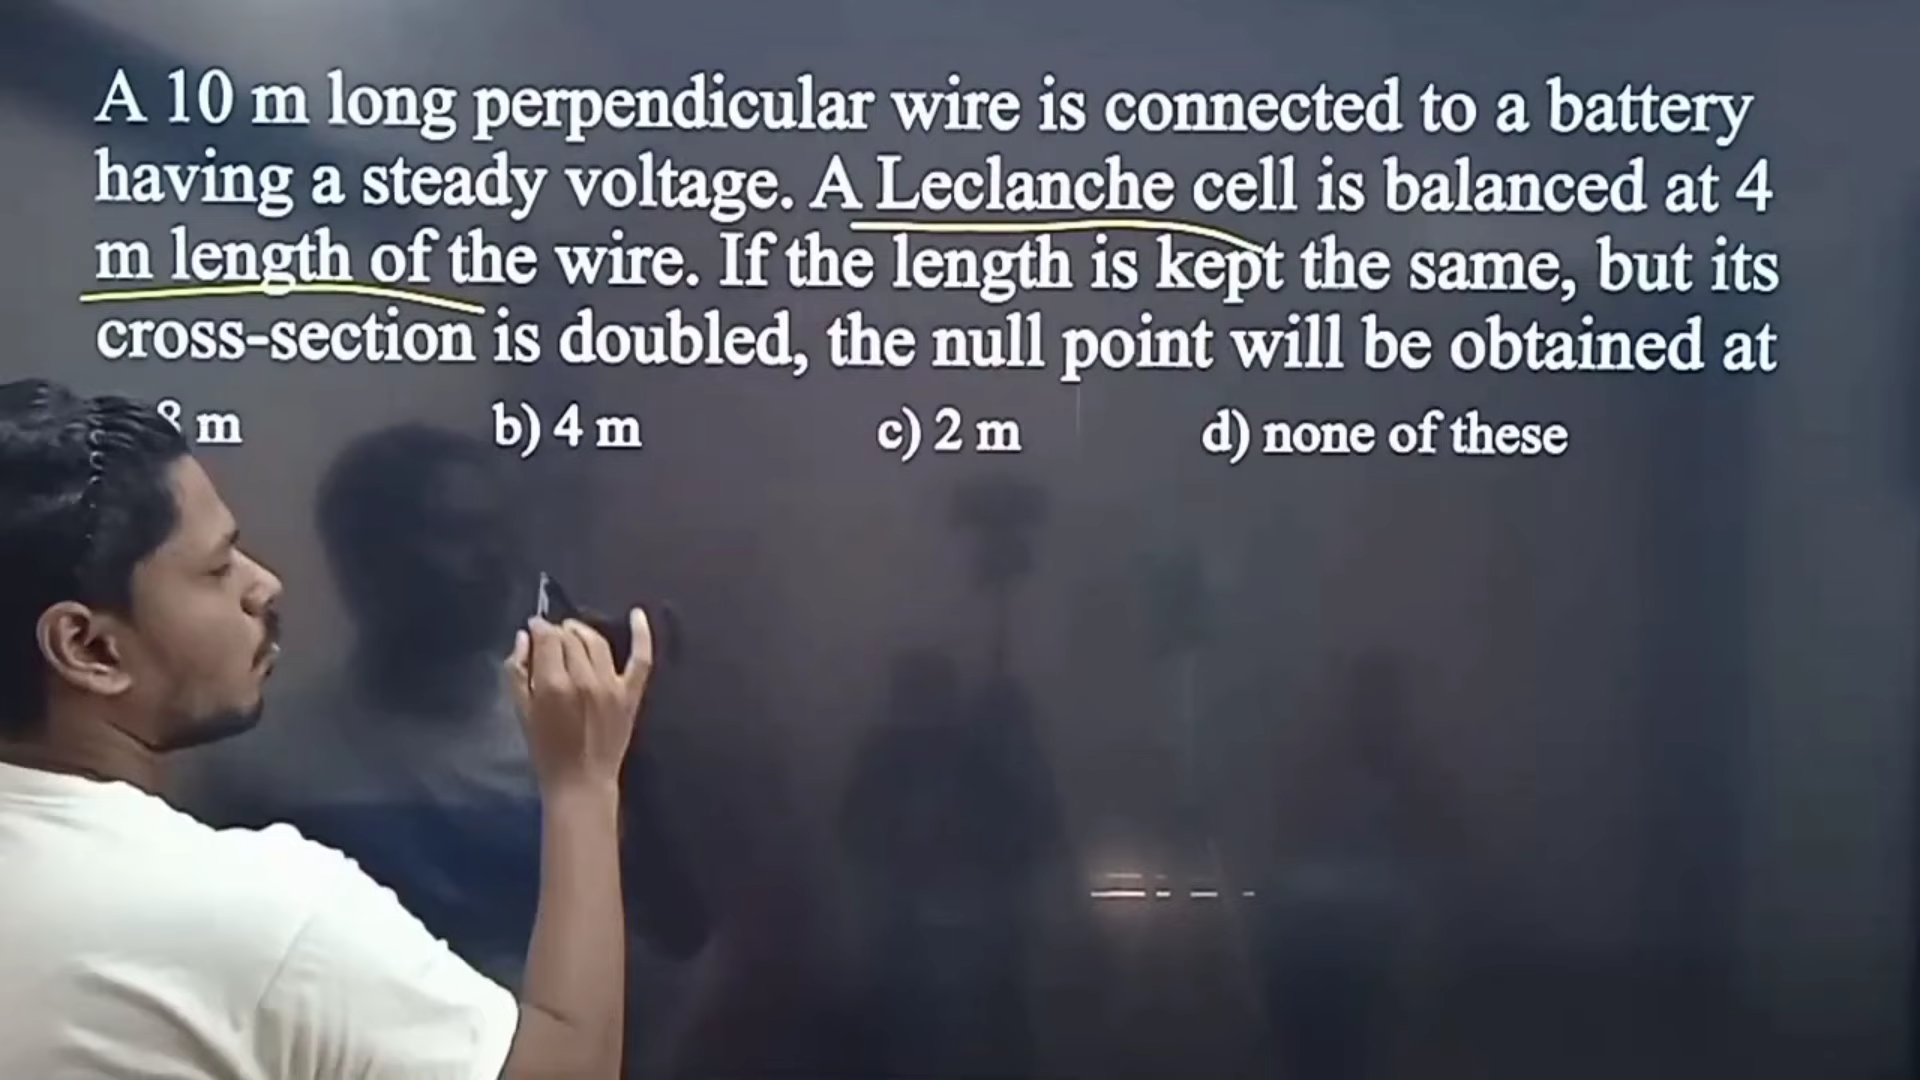 A 10 m long perpendicular wire is connected to a battery
having a steady voltage. A Leclanche cell is balanced at 4
m length of the wire. If the length is kept the same, but its
cross-section is doubled, the null point will be obtained at
8 m b) 4 m c) 2 m d) none of these